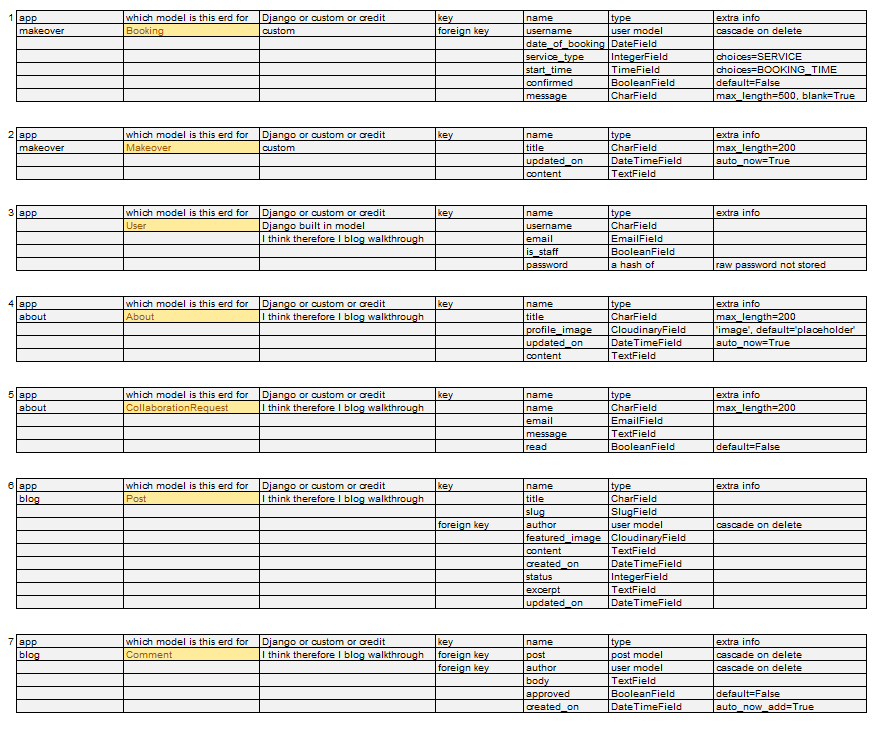 1 app which model is this erd for Django or custom or credit key name type extra info
makeover Booking custom foreign key username user model cascade on delete
date_of_booking DateField
service_type IntegerField choices=SERVICE
start_time TimeField choices=BOOKING_TIME
confirmed BooleanField default=False
message CharField max_length=500, blank=True
2 app which model is this erd for Django or custom or credit key name type extra info
makeover Makeover custom title CharField max_length=200
updated_on DateTimeField auto_now=True
content TextField
3 app which model is this erd for Django or custom or credit key name type extra info
User Django built in model username CharField
I think therefore I blog walkthrough email EmailField
is_staff BooleanField
password a hash of raw password not stored
4 app which model is this erd for Django or custom or credit key name type extra info
about About I think therefore I blog walkthrough title CharField max_length=200
profile_image CloudinaryField 'image', default='placeholder'
updated_on DateTimeField auto_now=True
content TextField
5 app which model is this erd for Django or custom or credit key name type extra info
about CollaborationRequest I think therefore I blog walkthrough name CharField max_length=200
email EmailField
message TextField
read BooleanField default=False
6 app which model is this erd for Django or custom or credit key name type extra info
blog Post I think therefore I blog walkthrough title CharField
slug SlugField
foreign key author user model cascade on delete
featured_image CloudinaryField
content TextField
created_on DateTimeField
status IntegerField
excerpt TextField
updated_on DateTimeField
7 app which model is this erd for Django or custom or credit key name type extra info
blog Comment I think therefore I blog walkthrough foreign key post post model cascade on delete
foreign key author user model cascade on delete
body TextField
approved BooleanField default=False
created_on DateTimeField auto_now_add=True